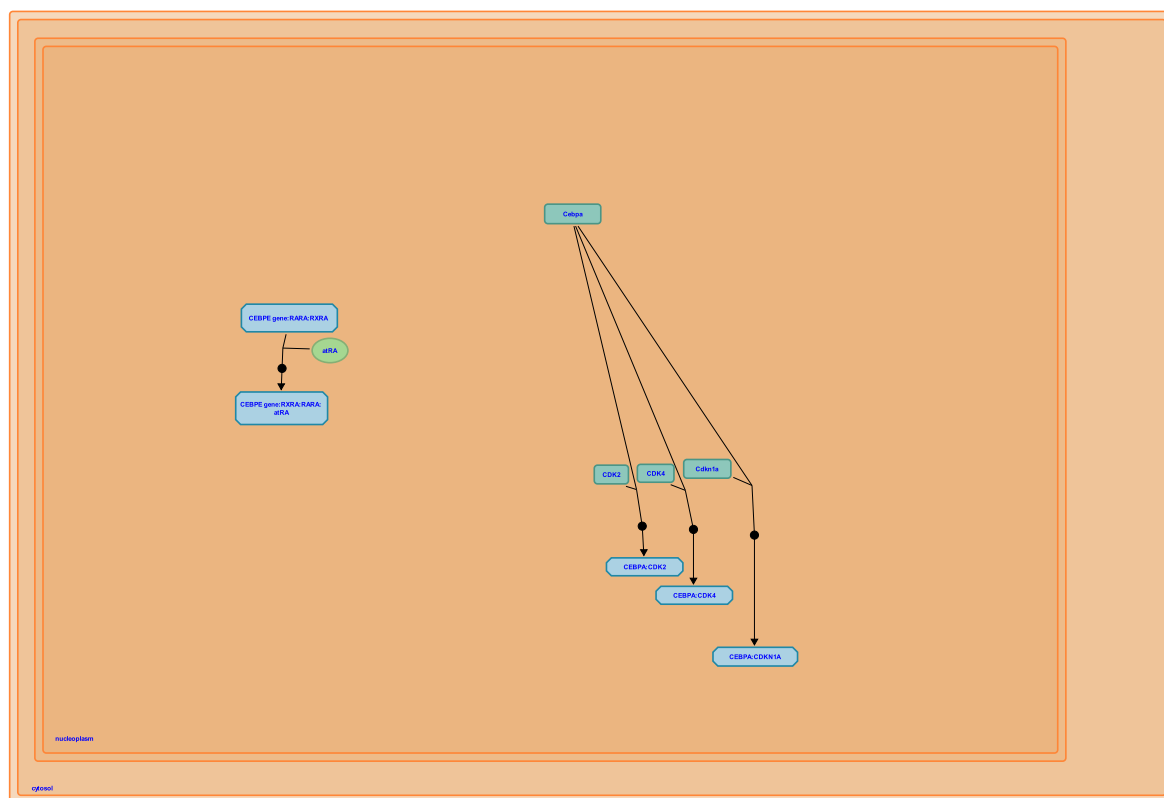 Cebpa
CEBPE gene:RARA:RXRA
atRA
CEBPE gene:RXRA:RARA:
atRA
CDK2
CDK4
Cdkn1a
CEBPA:CDK2
CEBPA:CDK4
CEBPA:CDKN1A
nucleoplasm
cytosol